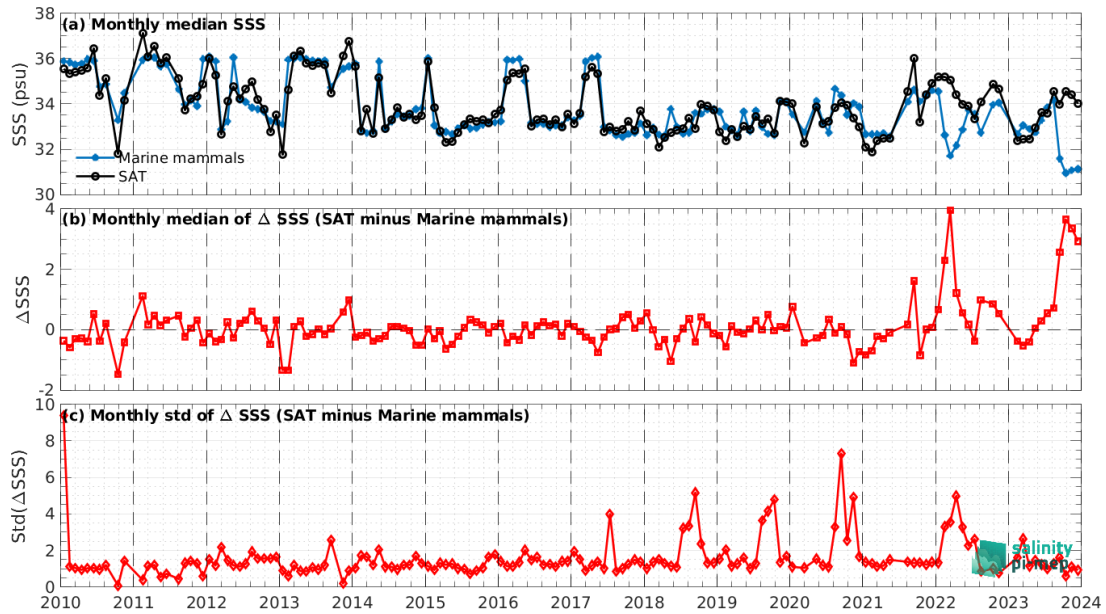 38
36
34
32
30
SSS (psu)
(a) Monthly median SSS
Marine mammals
SAT
4
2
0
-2
Δ SSS
(b) Monthly median of Δ SSS (SAT minus Marine mammals)
10
8
6
4
2
0
Std(ΔSSS)
(c) Monthly std of Δ SSS (SAT minus Marine mammals)
salinity
pi-mep
2010 2011 2012 2013 2014 2015 2016 2017 2018 2019 2020 2021 2022 2023 2024